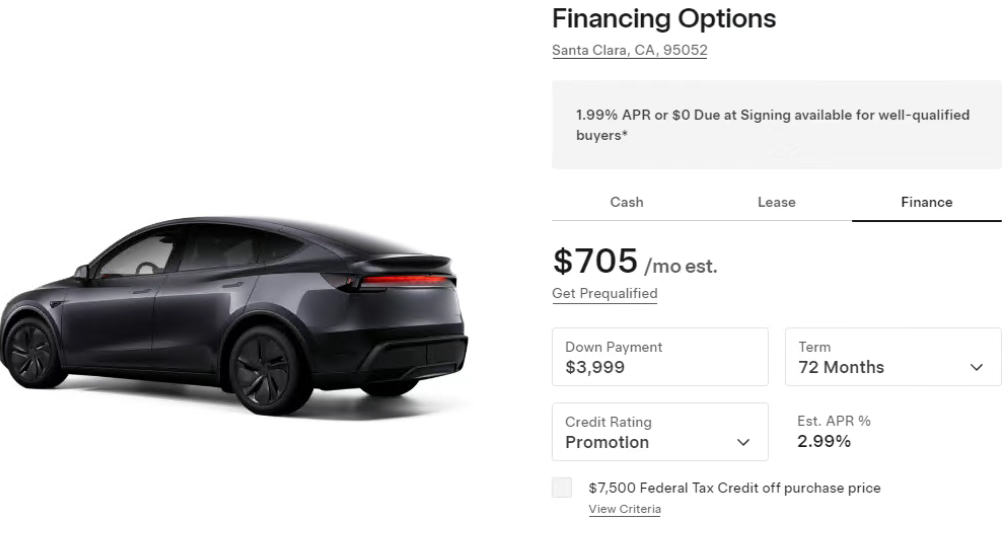 Financing Options
Santa Clara, CA, 95052
1.99% APR or $0 Due at Signing available for well-qualified
buyers*
Cash Lease Finance
$705 /mo est.
Get Prequalified
Down Payment
$3,999
Term
72 Months
Credit Rating
Promotion
Est. APR %
2.99%
$7,500 Federal Tax Credit off purchase price
View Criteria